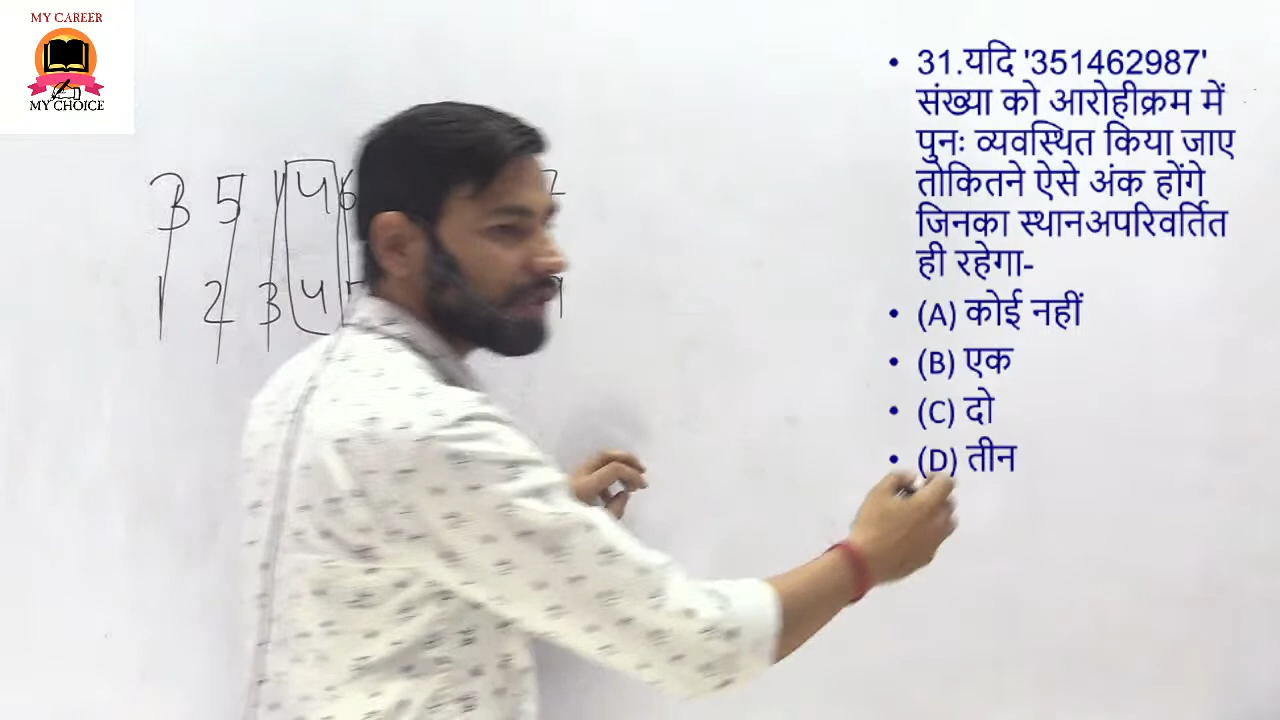 MY CAREER
MY CHOICE
3 5 1 4 6
1 2 3 4
• 31.यदि '351462987'
संख्या को आरोहीक्रम में
पुनः व्यवस्थित किया जाए
तोकितने ऐसे अंक होंगे
जिनका स्थानअपरिवर्तित
ही रहेगा-
• (A) कोई नहीं
• (B) एक
• (C) दो
• (D) तीन